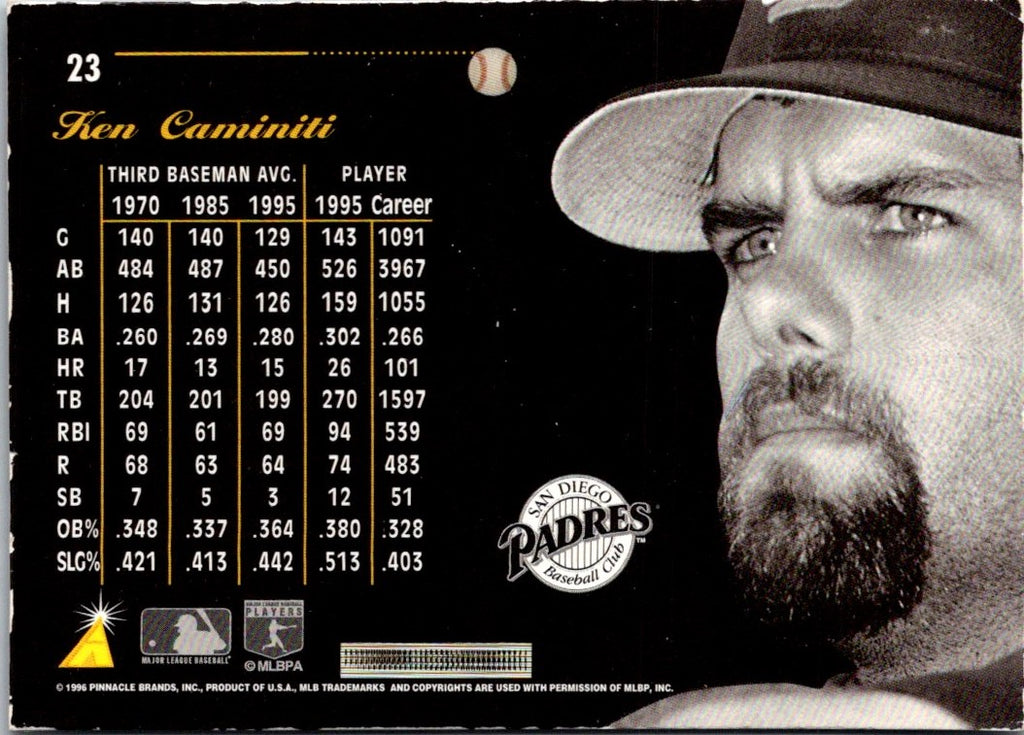 23
Ken Caminiti
THIRD BASEMAN AVG. PLAYER
1970 1985 1995 1995 Career
G 140 140 129 143 1091
AB 484 487 450 526 3967
H 126 131 126 159 1055
BA .260 .269 .280 .302 .266
HR 17 13 15 26 101
TB 204 201 199 270 1597
RBI 69 61 69 94 539
R 68 63 64 74 483
SB 7 5 3 12 51
OB% .348 .337 .364 .380 .328
SLG% .421 .413 .442 .513 .403
SAN DIEGO
PADRES™
Baseball Club
MAJOR LEAGUE BASEBALL
PLAYERS
MAJOR LEAGUE BASEBALL
© MLBPA
© 1996 PINNACLE BRANDS, INC., PRODUCT OF U.S.A., MLB TRADEMARKS AND COPYRIGHTS ARE USED WITH PERMISSION OF MLBP, INC.